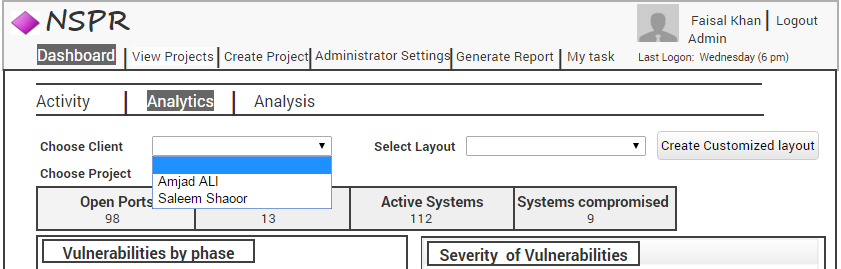 NSPR
Faisal Khan | Logout
Admin
Dashboard | View Projects | Create Project | Administrator Settings | Generate Report | My task
Last Logon: Wednesday (6 pm)
Activity | Analytics | Analysis
Choose Client Select Layout Create Customized layout
Choose Project
Amjad ALI
Saleem Shaoor
Open Ports Active Systems Systems compromised
98 13 112 9
Vulnerabilities by phase Severity of Vulnerabilities